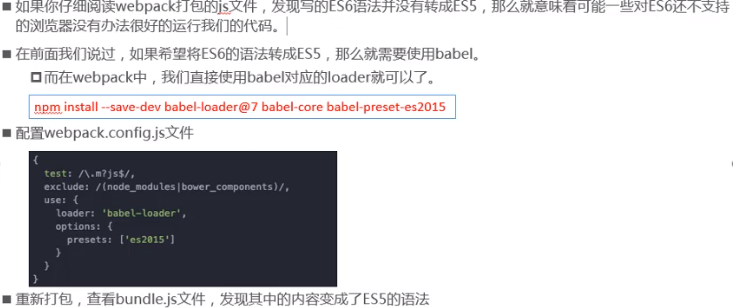 如果你仔细阅读webpack打包的js文件，发现写的ES6语法并没有转成ES5，那么就意味着可能一些对ES6还不支持
的浏览器没有办法很好的运行我们的代码。
在前面我们说过，如果希望将ES6的语法转成ES5，那么就需要使用babel。
而在webpack中，我们直接使用babel对应的loader就可以了。
npm install --save-dev babel-loader@7 babel-core babel-preset-es2015
配置webpack.config.js文件
{
test: /\.m?js$/,
exclude: /(node_modules|bower_components)/,
use: {
loader: 'babel-loader',
options: {
presets: ['es2015']
}
}
}
重新打包，查看bundle.js文件，发现其中的内容变成了ES5的语法